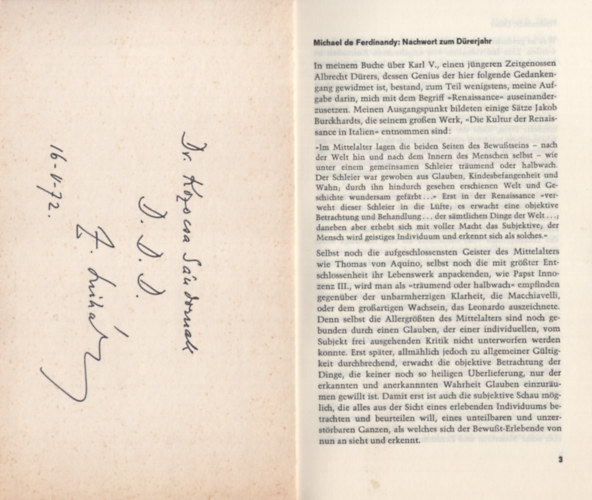 Dr. Kozocsa Sándornak
D. D. D.
F. Mihály
16-V-72.
Michael de Ferdinandy: Nachwort zum Dürerjahr
In meinem Buche über Karl V., einen jüngeren Zeitgenossen
Albrecht Dürers, dessen Genius der hier folgende Gedanken-
gang gewidmet ist, bestand, zum Teil wenigstens, meine Auf-
gabe darin, mich mit dem Begriff »Renaissance« auseinander-
zusetzen. Meinen Ausgangspunkt bildeten einige Sätze Jakob
Burckhardts, die seinem großen Werk, »Die Kultur der Renais-
sance in Italien« entnommen sind:
»Im Mittelalter lagen die beiden Seiten des Bewußtseins – nach
der Welt hin und nach dem Innern des Menschen selbst – wie
unter einem gemeinsamen Schleier träumend oder halbwach.
Der Schleier war gewoben aus Glauben, Kindesbefangenheit und
Wahn; durch ihn hindurch gesehen erschienen Welt und Ge-
schichte wundersam gefärbt...« Erst in der Renaissance »ver-
weht dieser Schleier in die Lüfte; es erwacht eine objektive
Betrachtung und Behandlung... der sämtlichen Dinge der Welt...;
daneben aber erhebt sich mit voller Macht das Subjektive; der
Mensch wird geistiges Individuum und erkennt sich als solches.«
Selbst noch die aufgeschlossensten Geister des Mittelalters
wie Thomas von Aquino, selbst noch die mit größter Ent-
schlossenheit ihr Lebenswerk anpackenden, wie Papst Inno-
zenz III., wird man als »träumend oder halbwach« empfinden
gegenüber der unbarmherzigen Klarheit, die Macchiavelli,
oder dem großartigen Wachsein, das Leonardo auszeichnete.
Denn selbst die Allergrößten des Mittelalters sind noch ge-
bunden durch einen Glauben, der einer individuellen, vom
Subjekt frei ausgehenden Kritik nicht unterworfen werden
konnte. Erst später, allmählich jedoch zu allgemeiner Gültig-
keit durchbrechend, erwacht die objektive Betrachtung der
Dinge, die keiner noch so heiligen Überlieferung, nur der
erkannten und anerkannten Wahrheit Glauben einzuräu-
men gewillt ist. Damit erst ist auch die subjektive Schau mög-
lich, die alles aus der Sicht eines erlebenden Individuums be-
trachten und beurteilen will, eines unteilbaren und unzer-
störbaren Ganzen, als welches sich der Bewußt-Erlebende von
nun an sieht und erkennt.
3